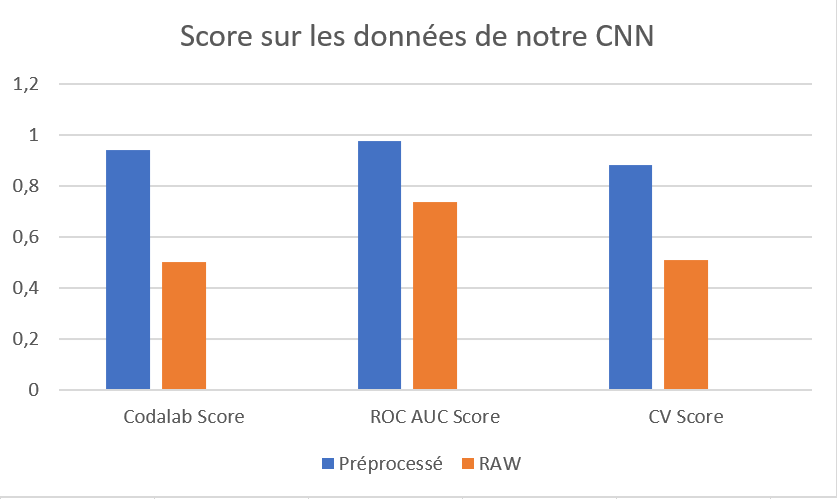 Score sur les données de notre CNN
1,2
1
0,8
0,6
0,4
0,2
0
Codalab Score ROC AUC Score CV Score
Préprocessé RAW